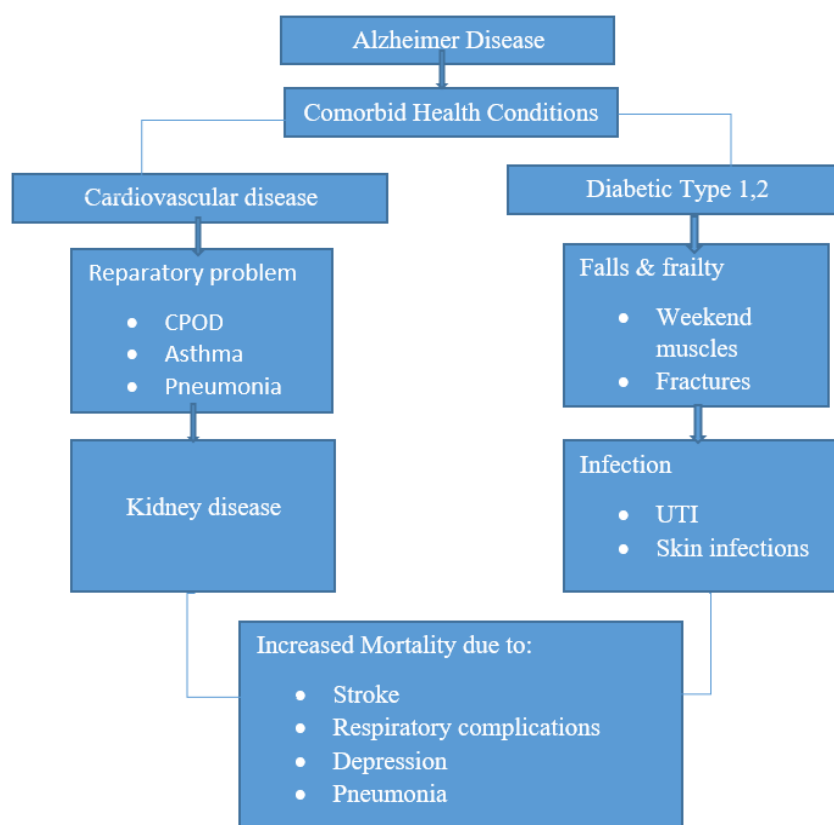 Alzheimer Disease
Comorbid Health Conditions
Cardiovascular disease
Diabetic Type 1,2
Reparatory problem
• CPOD
• Asthma
• Pneumonia
Falls & frailty
• Weekend
muscles
• Fractures
Kidney disease
Infection
• UTI
• Skin infections
Increased Mortality due to:
• Stroke
• Respiratory complications
• Depression
• Pneumonia